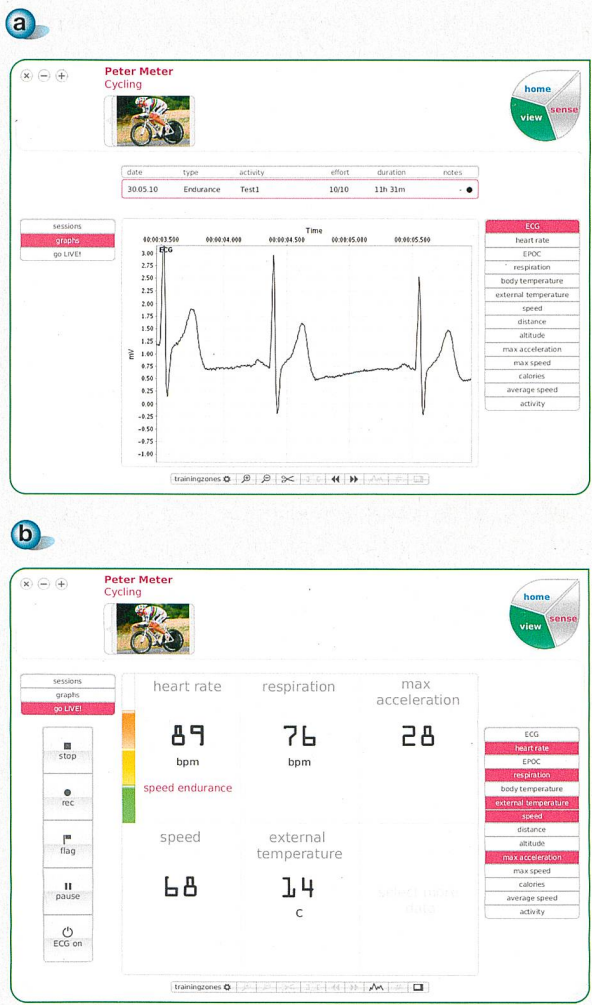 a
Peter Meter
Cycling
home
view
sense
date type activity effort duration notes
30.05.10 Endurance Test1 10/10 11h 31m -
sessions
graphs
go LIVE!
Time
00:00:03.500 00:00:04.000 00:00:04.500 00:00:05.000 00:00:05.500
ECG
3.00
2.75
2.50
2.25
2.00
1.75
1.50
1.25
1.00
0.75
0.50
0.25
0.00
-0.25
-0.50
-0.75
-1.00
mV
ECG
heart rate
EPOC
respiration
body temperature
external temperature
speed
distance
altitude
max acceleration
max speed
calories
average speed
activity
trainingzones
b
Peter Meter
Cycling
home
view
sense
sessions
graphs
go LIVE!
stop
rec
flag
pause
ECG on
heart rate
89
bpm
speed endurance
respiration
76
bpm
max
acceleration
28
speed
68
external
temperature
14
C
select more
data
ECG
heart rate
EPOC
respiration
body temperature
external temperature
speed
distance
altitude
max acceleration
max speed
calories
average speed
activity
trainingzones